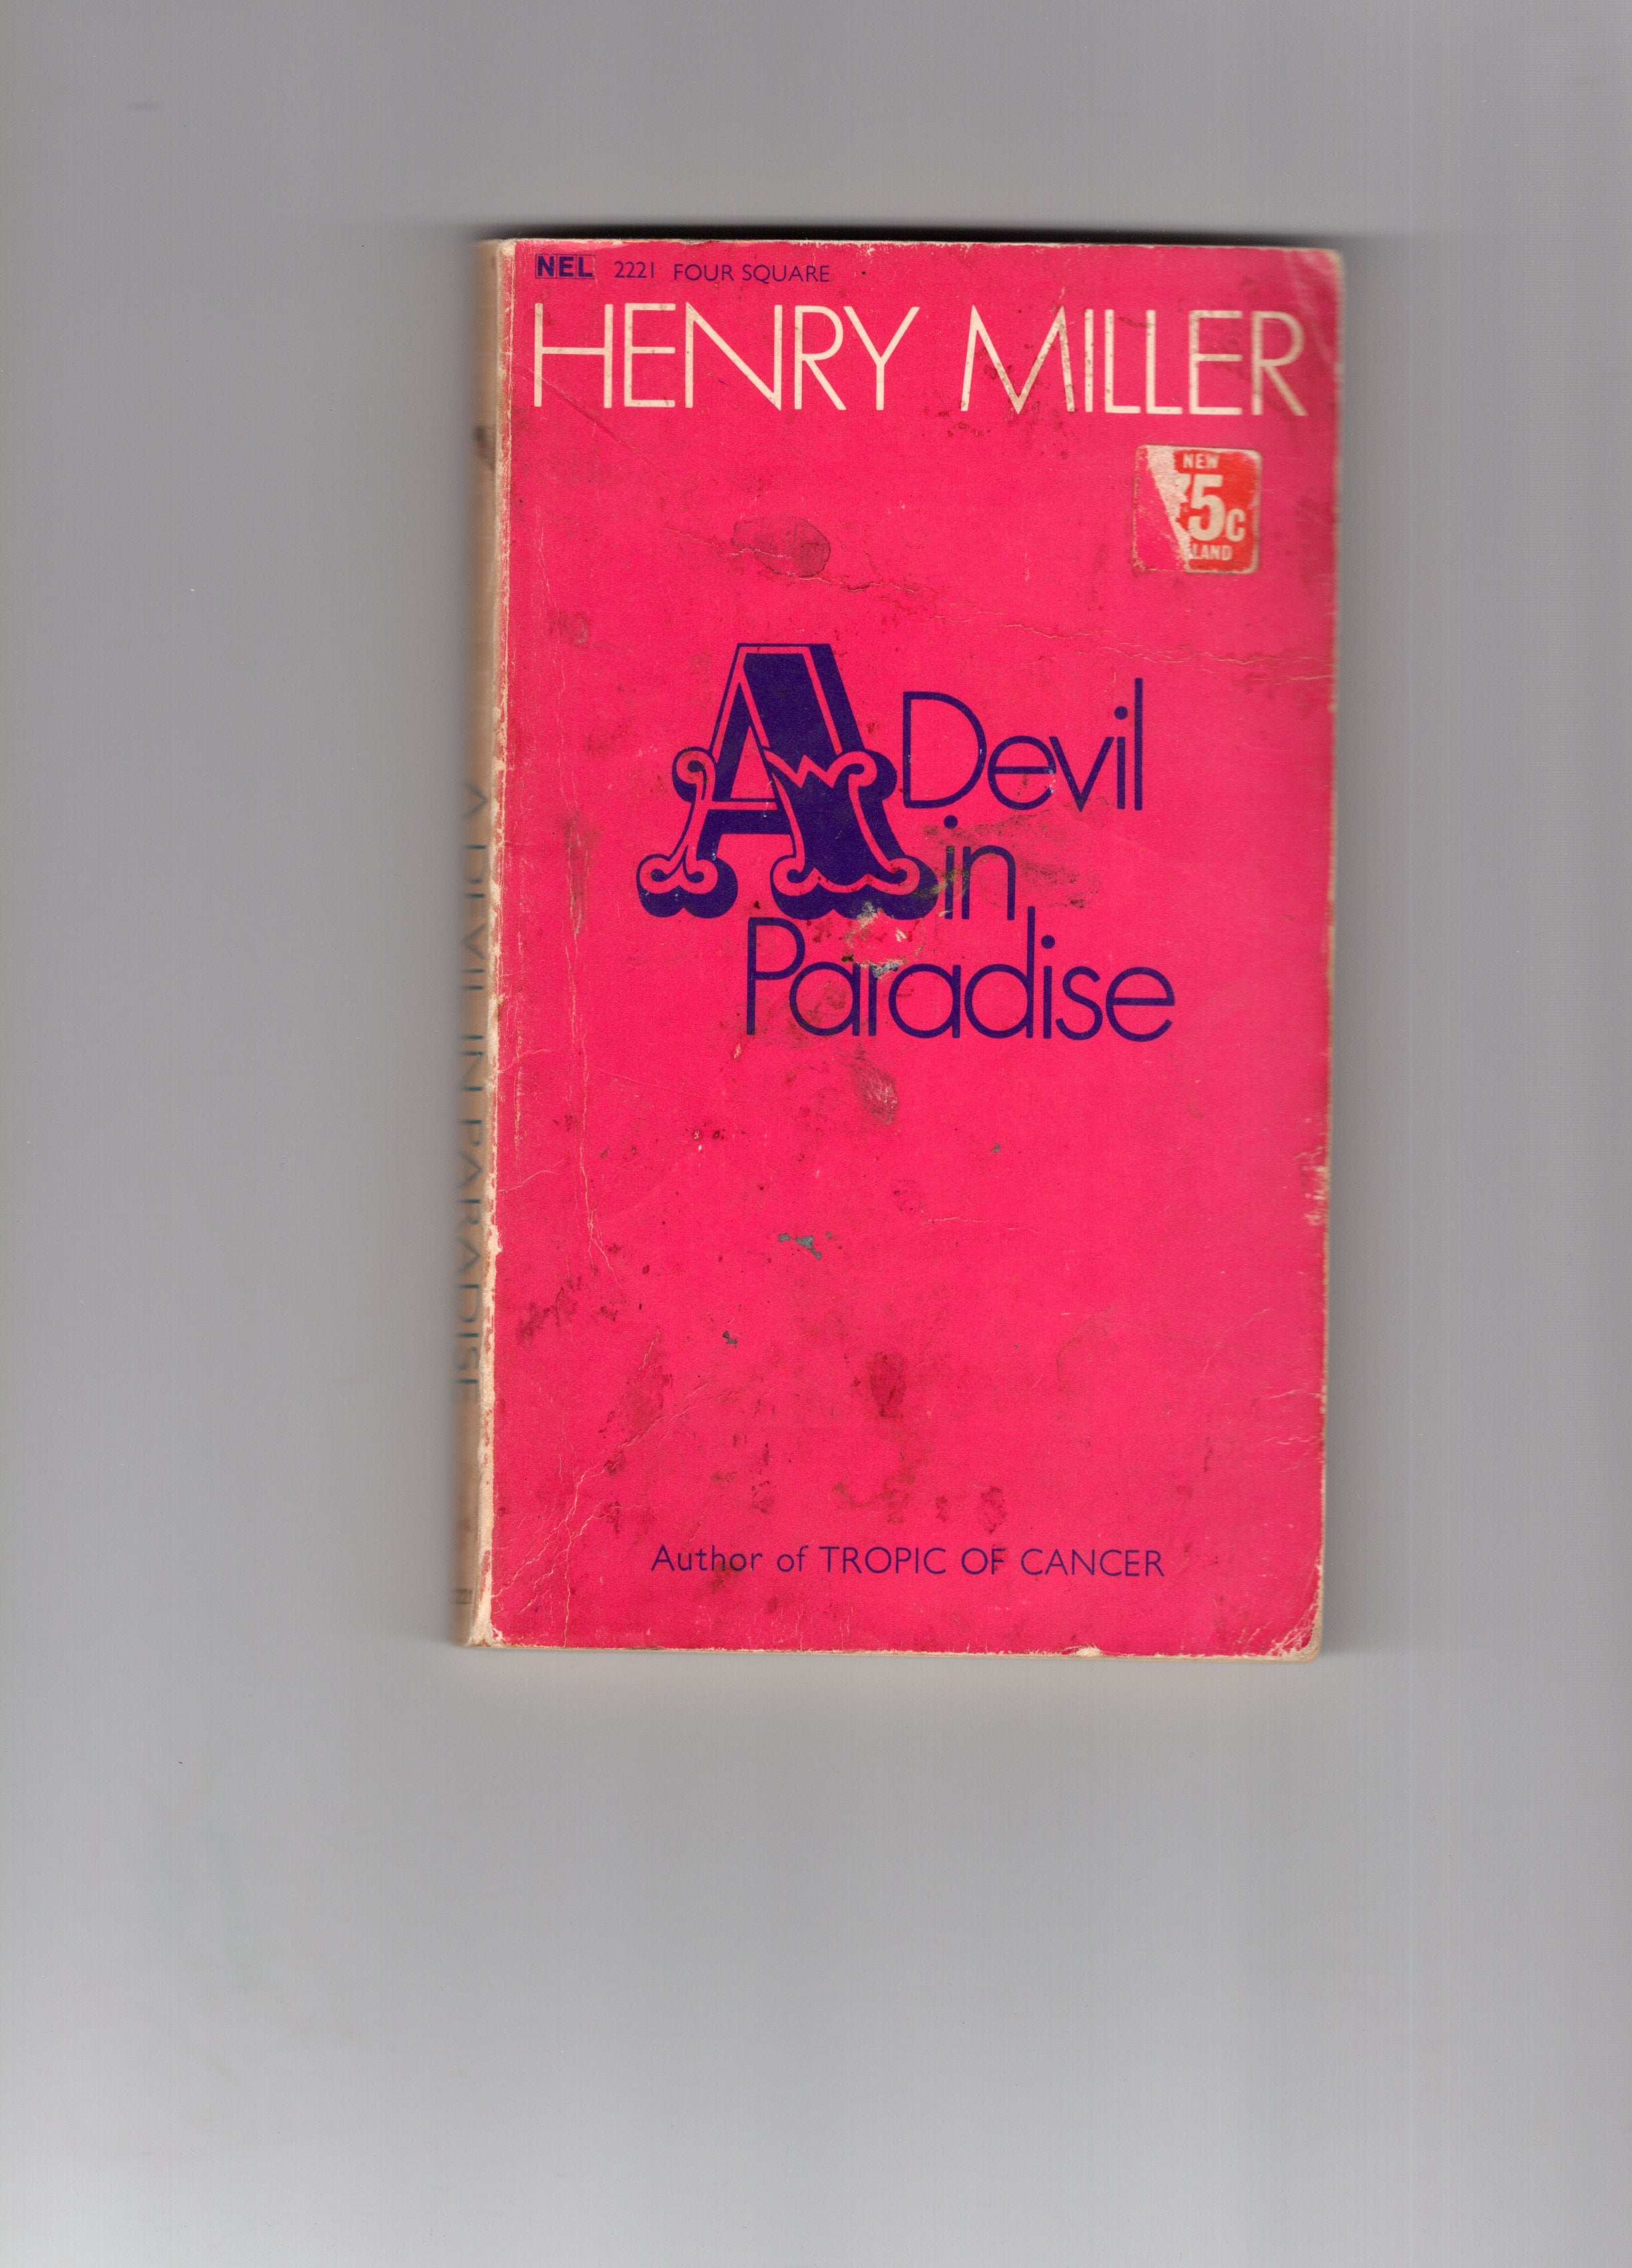 NEL 2221 FOUR SQUARE
HENRY MILLER
NEW
5c
LAND
A Devil
in
Paradise
Author of TROPIC OF CANCER
A DEVIL IN PARADISE